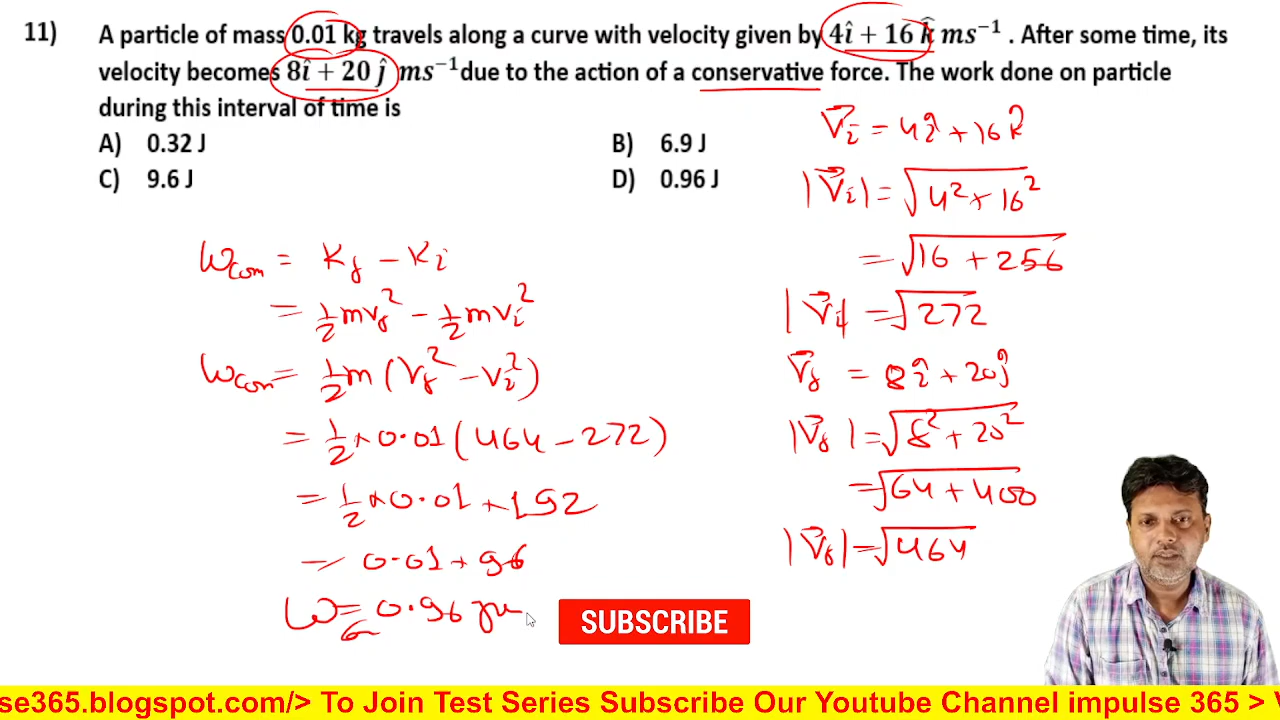 11) A particle of mass 0.01 kg travels along a curve with velocity given by 4î + 16 k̂ ms⁻¹ . After some time, its
velocity becomes 8î + 20 ĵ ms⁻¹ due to the action of a conservative force. The work done on particle
during this interval of time is
A) 0.32 J B) 6.9 J
C) 9.6 J D) 0.96 J
V⃗i = 4î + 16k̂
|V⃗i| = √4² + 16²
= √16 + 256
|V⃗i| = √272
V⃗f = 8î + 20ĵ
|V⃗f| = √8² + 20²
= √64 + 400
|V⃗f| = √464
Wcon = Kf - Ki
= 1/2 mVf² - 1/2 mVi²
Wcon = 1/2 m (Vf² - Vi²)
= 1/2 × 0.01 (464 - 272)
= 1/2 × 0.01 × 192
= 0.01 × 96
W = 0.96
SUBSCRIBE
se365.blogspot.com/> To Join Test Series Subscribe Our Youtube Channel impulse 365 >